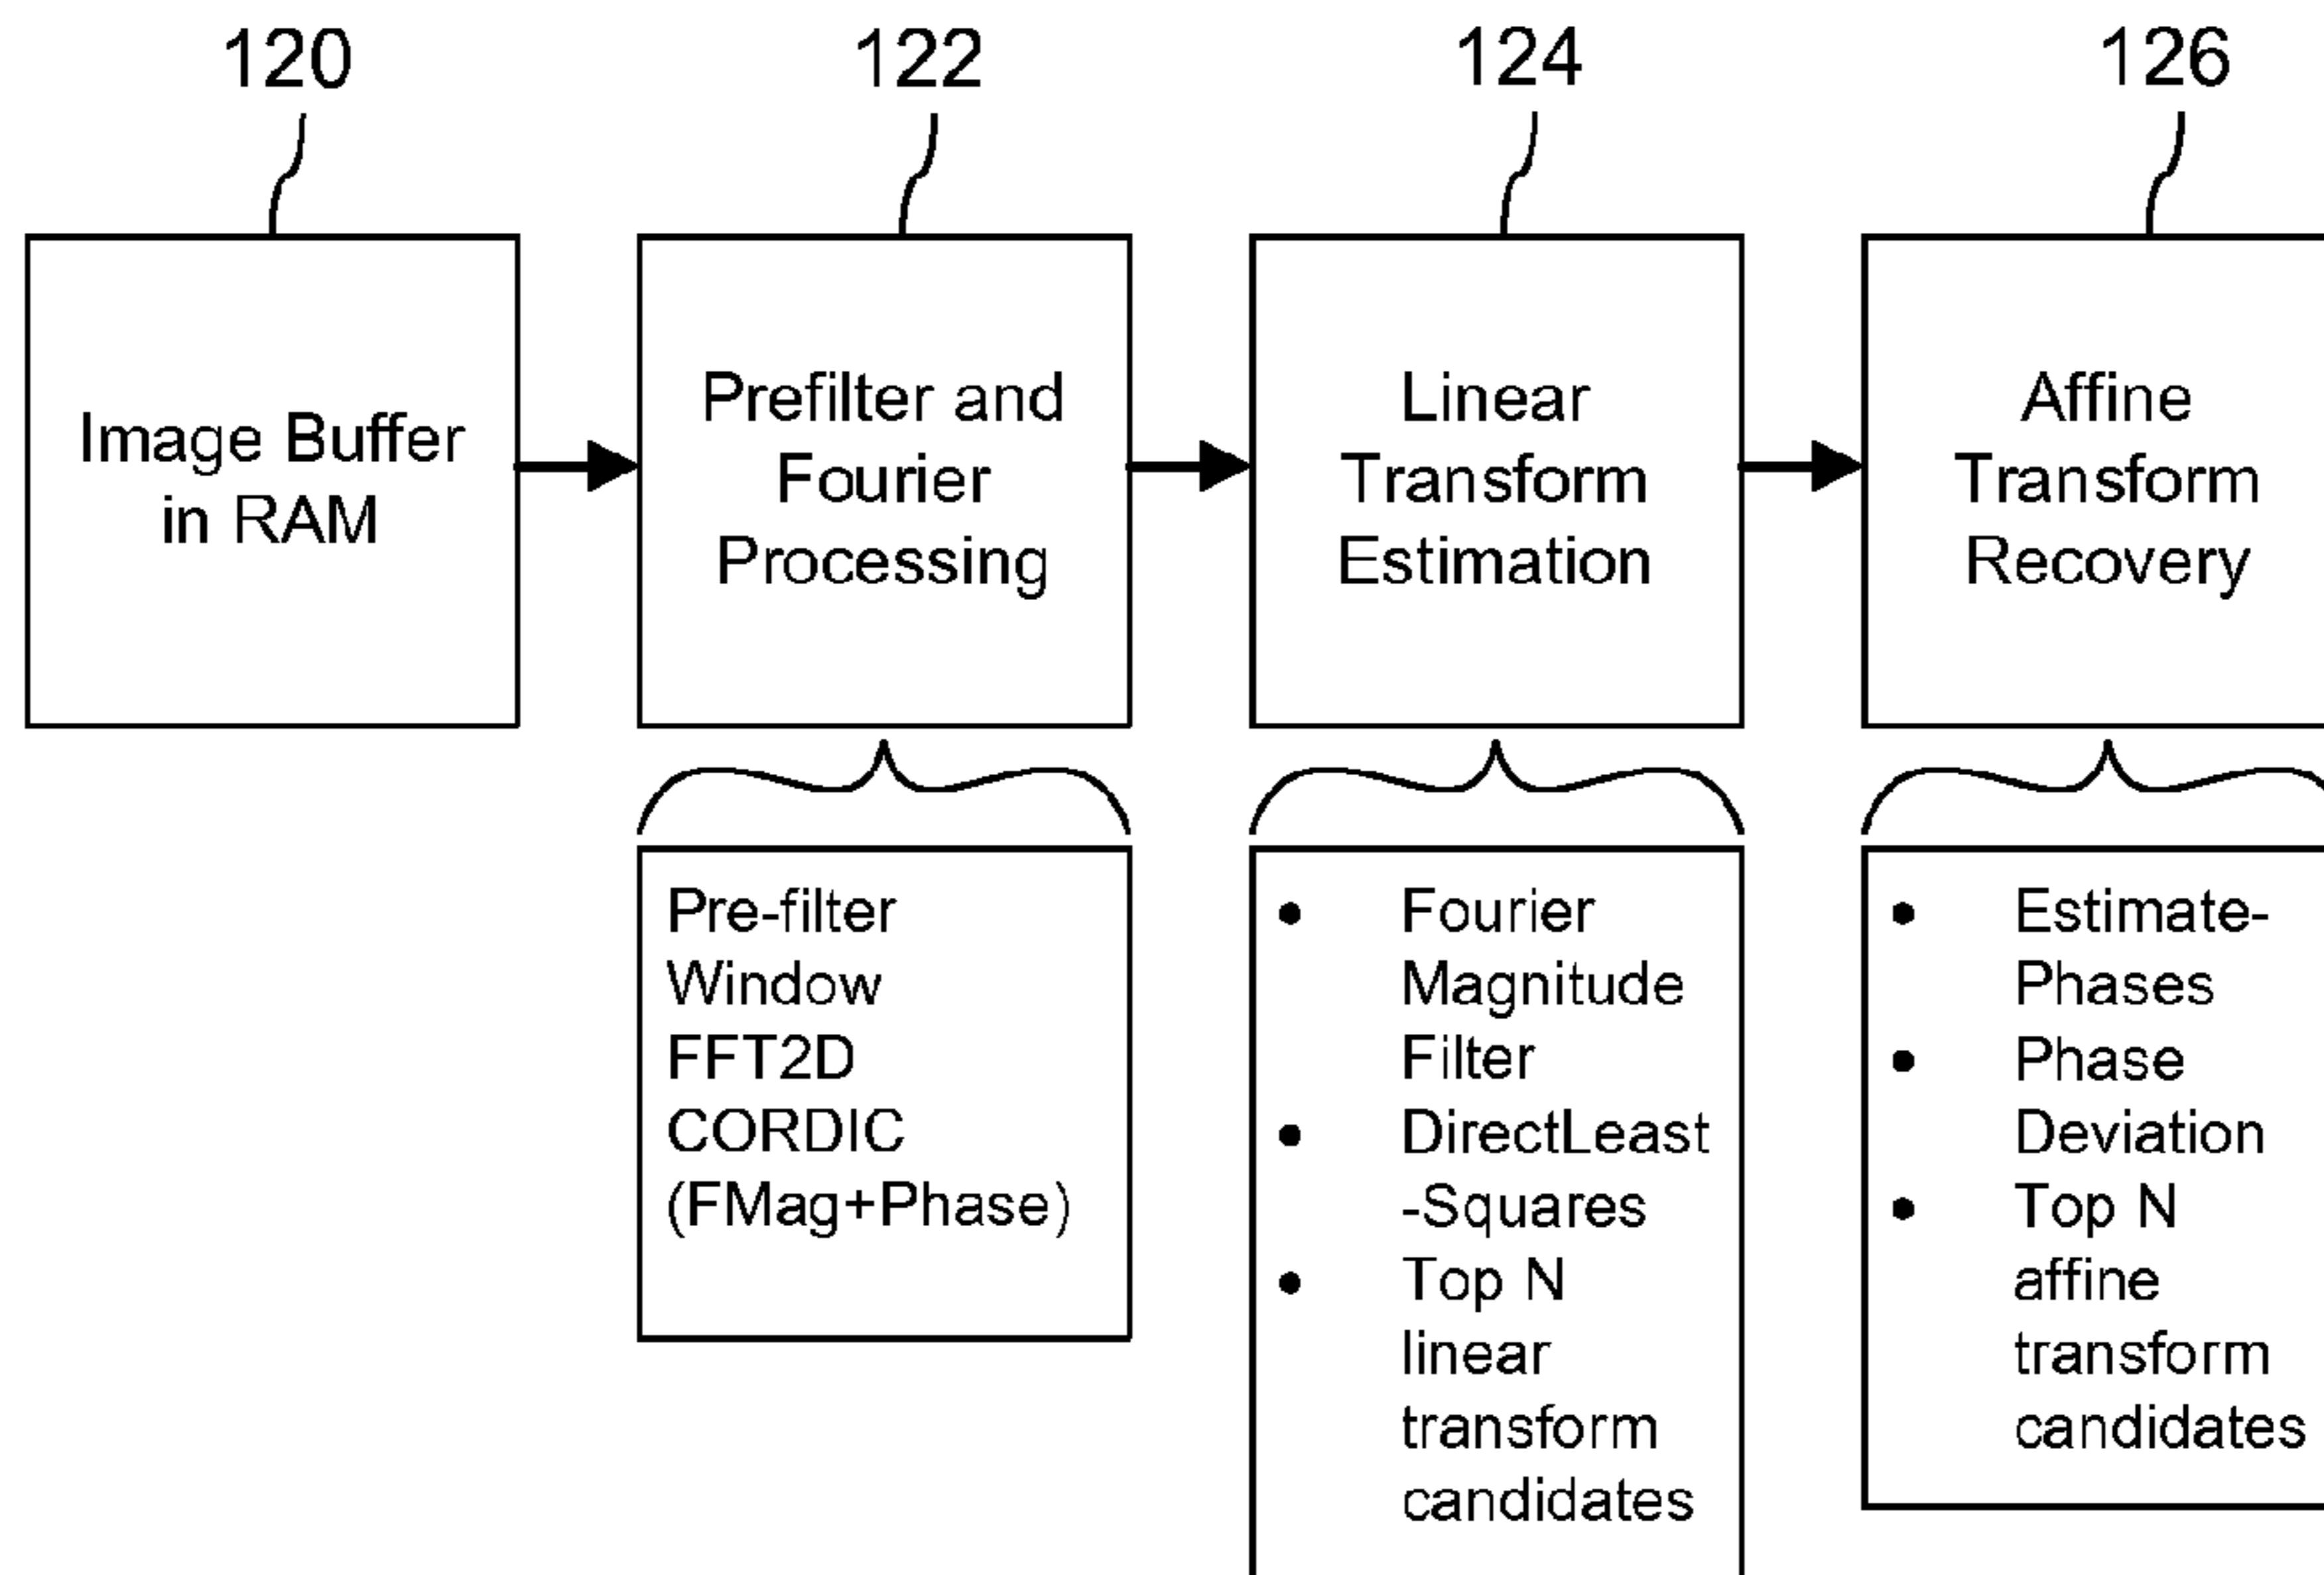 120
122
124
126
Image Buffer
in RAM
Prefilter and
Fourier
Processing
Linear
Transform
Estimation
Affine
Transform
Recovery
Pre-filter
Window
FFT2D
CORDIC
(FMag+Phase)
• Fourier
Magnitude
Filter
• DirectLeast
-Squares
• Top N
linear
transform
candidates
• Estimate-
Phases
• Phase
Deviation
• Top N
affine
transform
candidates